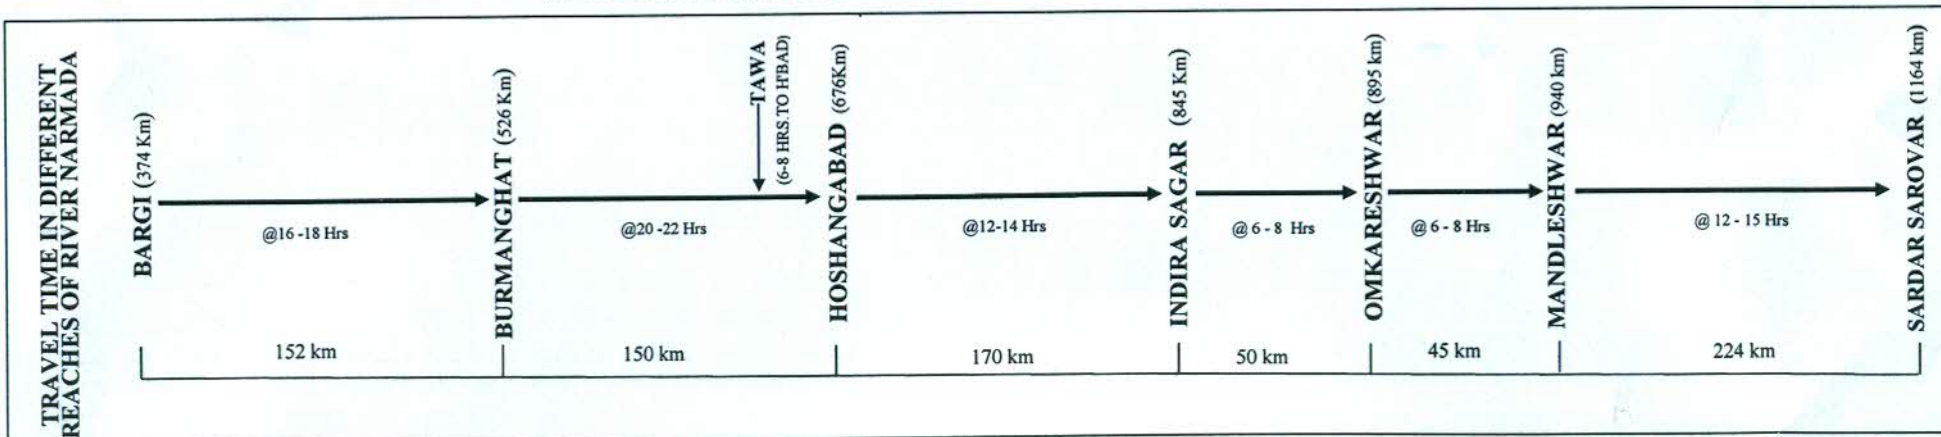 TRAVEL TIME IN DIFFERENT
REACHES OF RIVER NARMADA
BARGI (374 Km)
@16 -18 Hrs
BURMANGHAT (526 Km)
@20 -22 Hrs
TAWA
(6-8 HRS.TO H'BAD)
HOSHANGABAD (676Km)
@12-14 Hrs
INDIRA SAGAR (845 Km)
@ 6 - 8 Hrs
OMKARESHWAR (895 km)
@ 6 - 8 Hrs
MANDLESHWAR (940 km)
@ 12 - 15 Hrs
SARDAR SAROVAR (1164 km)
152 km
150 km
170 km
50 km
45 km
224 km